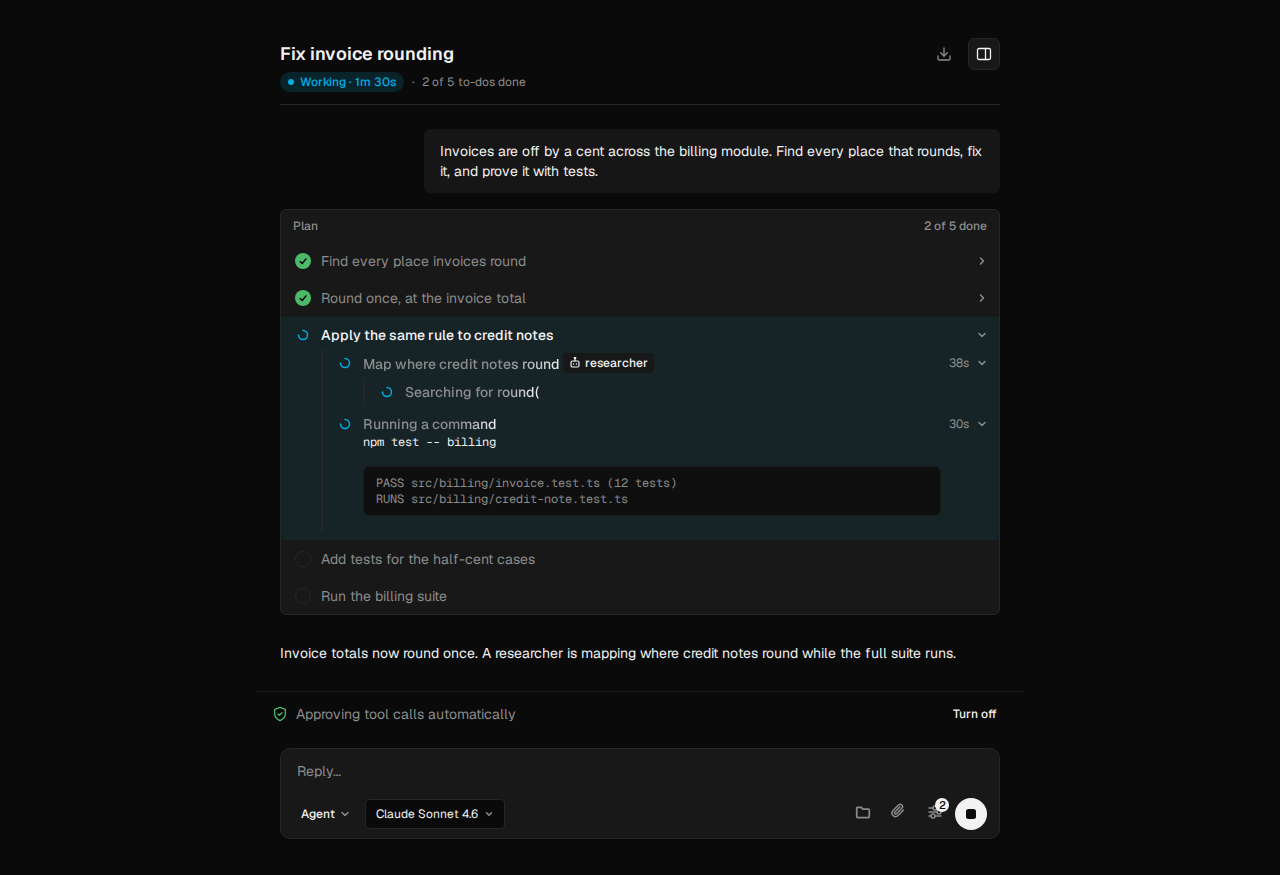 Fix invoice rounding
Working · 1m 30s · 2 of 5 to-dos done
Invoices are off by a cent across the billing module. Find every place that rounds, fix
it, and prove it with tests.
Plan 2 of 5 done
Find every place invoices round
Round once, at the invoice total
Apply the same rule to credit notes
Map where credit notes round researcher 38s
Searching for round(
Running a command 30s
npm test -- billing
PASS src/billing/invoice.test.ts (12 tests)
RUNS src/billing/credit-note.test.ts
Add tests for the half-cent cases
Run the billing suite
Invoice totals now round once. A researcher is mapping where credit notes round while the full suite runs.
Approving tool calls automatically Turn off
Reply…
Agent Claude Sonnet 4.6 2